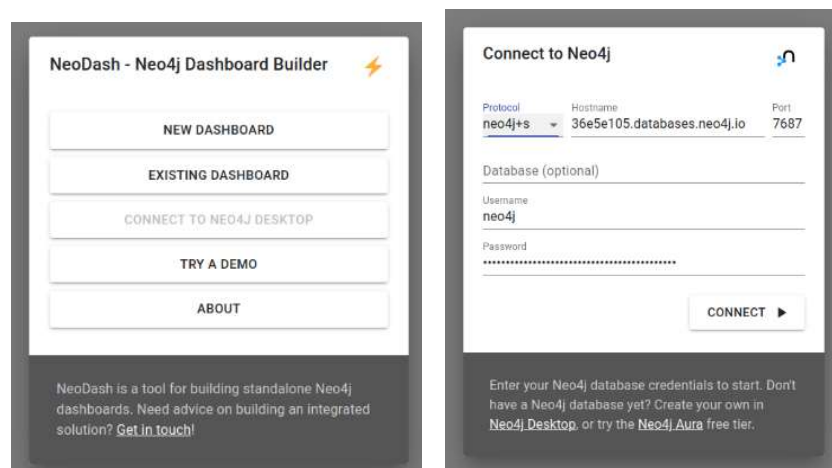 NeoDash - Neo4j Dashboard Builder
NEW DASHBOARD
EXISTING DASHBOARD
CONNECT TO NEO4J DESKTOP
TRY A DEMO
ABOUT
NeoDash is a tool for building standalone Neo4j
dashboards. Need advice on building an integrated
solution? Get in touch!
Connect to Neo4j
Protocol Hostname Port
neo4j+s 36e5e105.databases.neo4j.io 7687
Database (optional)
Username
neo4j
Password
CONNECT
Enter your Neo4j database credentials to start. Don't
have a Neo4j database yet? Create your own in
Neo4j Desktop, or try the Neo4j Aura free tier.